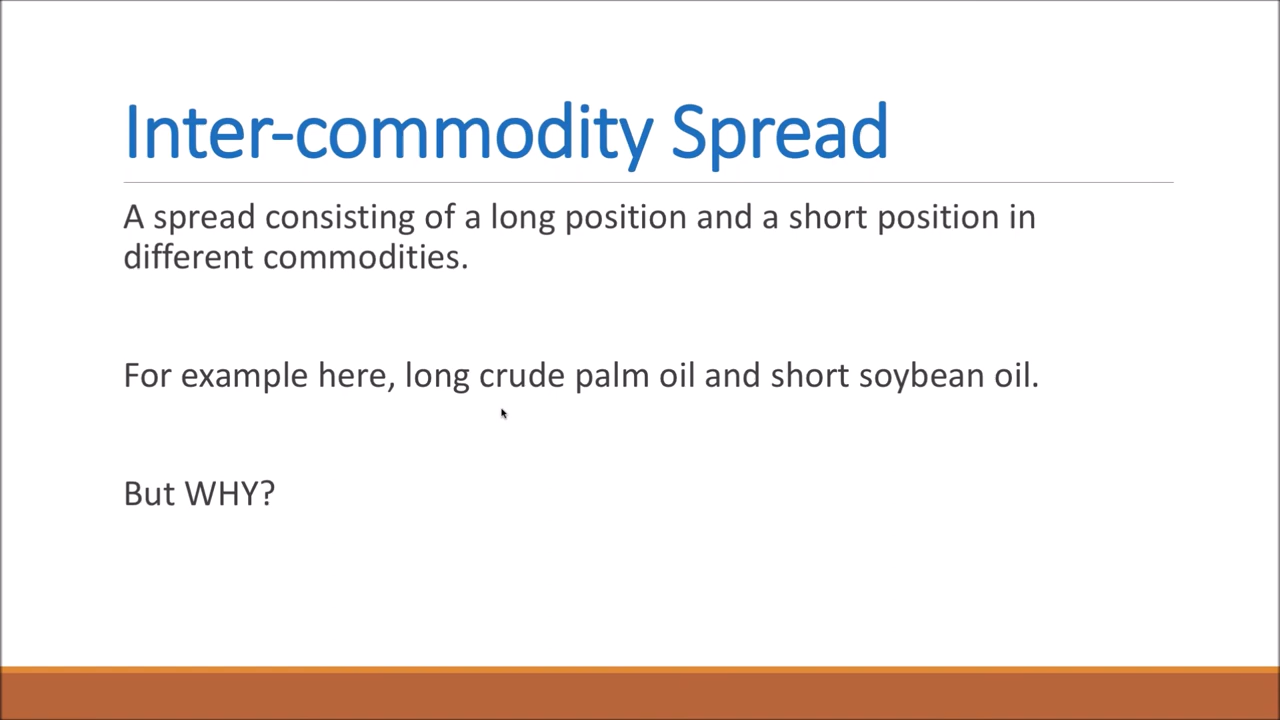 Inter-commodity Spread
A spread consisting of a long position and a short position in
different commodities.
For example here, long crude palm oil and short soybean oil.
But WHY?